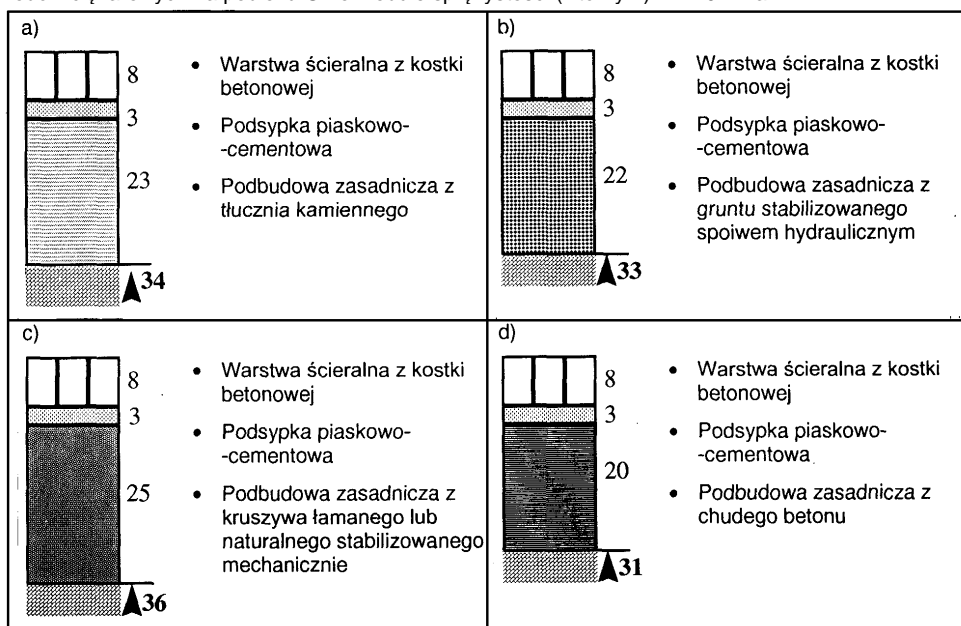 a)
8
3
23
34
• Warstwa ścieralna z kostki
betonowej
• Podsypka piaskowo-
-cementowa
• Podbudowa zasadnicza z
tłucznia kamiennego
b)
8
3
22
33
• Warstwa ścieralna z kostki
betonowej
• Podsypka piaskowo-
-cementowa
• Podbudowa zasadnicza z
gruntu stabilizowanego
spoiwem hydraulicznym
c)
8
3
25
36
• Warstwa ścieralna z kostki
betonowej
• Podsypka piaskowo-
-cementowa
• Podbudowa zasadnicza z
kruszywa łamanego lub
naturalnego stabilizowanego
mechanicznie
d)
8
3
20
31
• Warstwa ścieralna z kostki
betonowej
• Podsypka piaskowo-
-cementowa
• Podbudowa zasadnicza z
chudego betonu